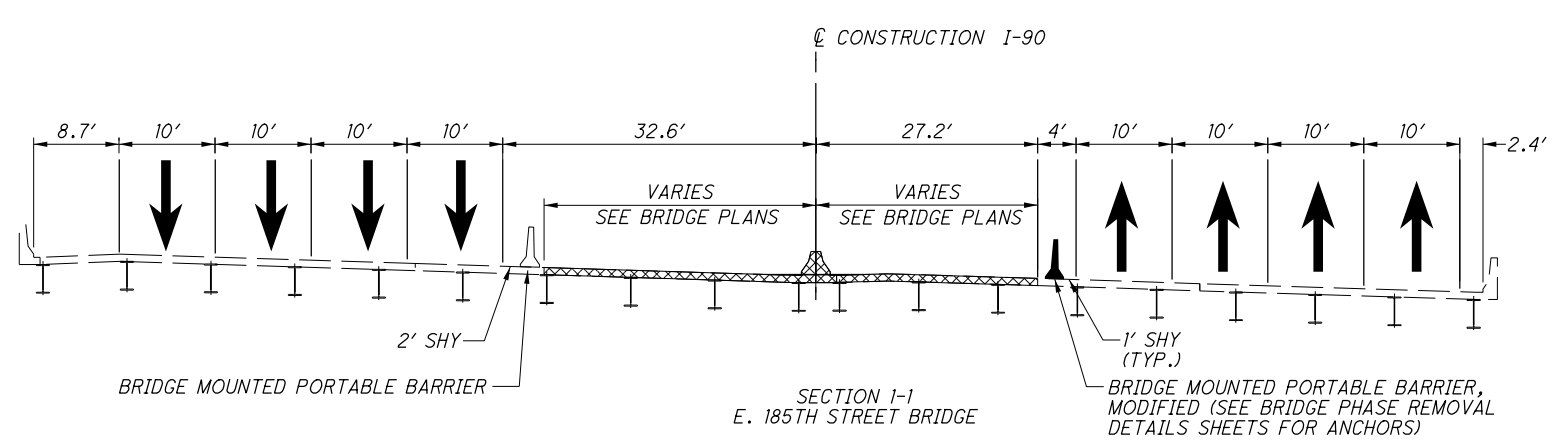 ℄ CONSTRUCTION I-90
8.7' 10' 10' 10' 10' 32.6' 27.2' 4' 10' 10' 10' 10' 2.4'
VARIES
SEE BRIDGE PLANS
VARIES
SEE BRIDGE PLANS
2' SHY
BRIDGE MOUNTED PORTABLE BARRIER
1' SHY
(TYP.)
BRIDGE MOUNTED PORTABLE BARRIER,
MODIFIED (SEE BRIDGE PHASE REMOVAL
DETAILS SHEETS FOR ANCHORS)
SECTION 1-1
E. 185TH STREET BRIDGE